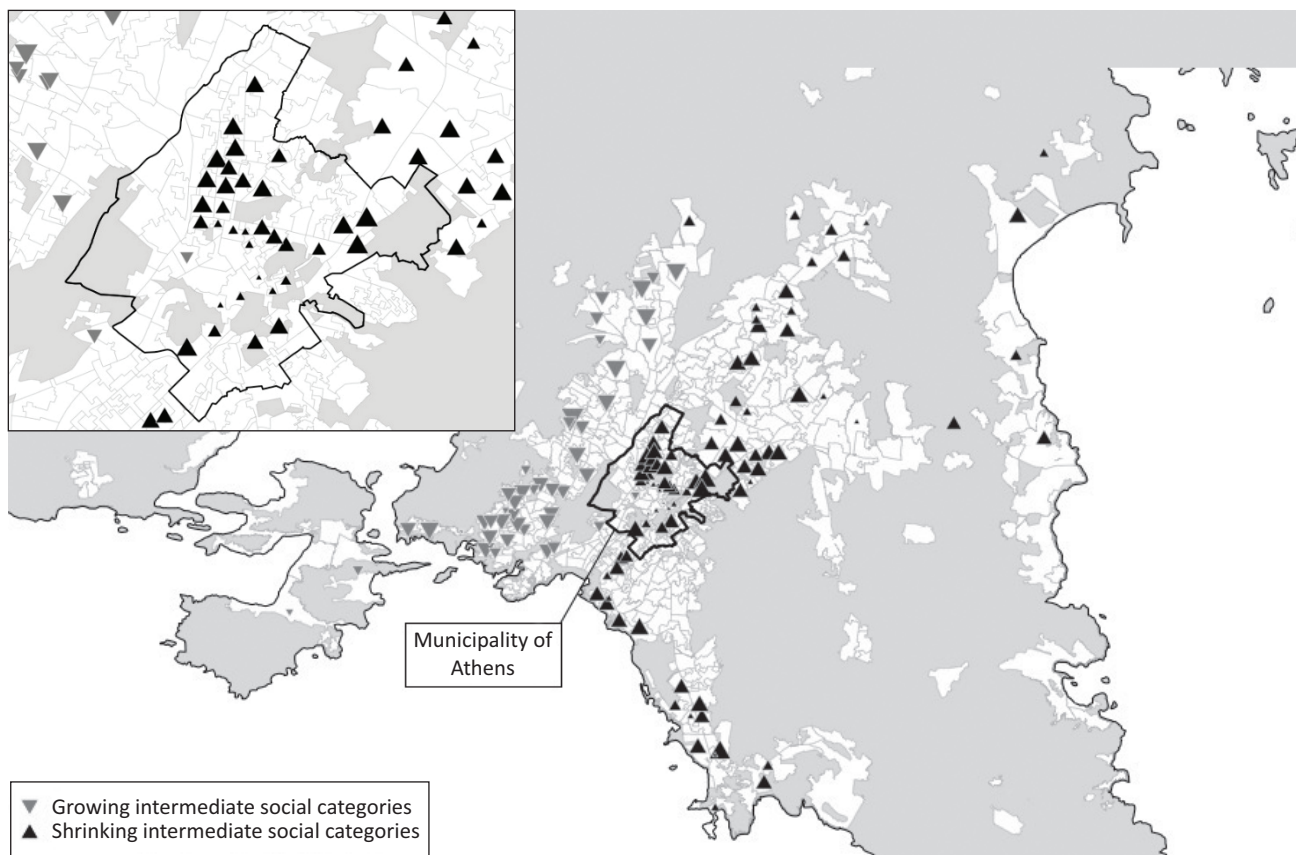 Municipality of
Athens
Growing intermediate social categories
Shrinking intermediate social categories